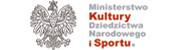 Ministerstwo
Kultury
Dziedzictwa
Narodowego
i Sportu.